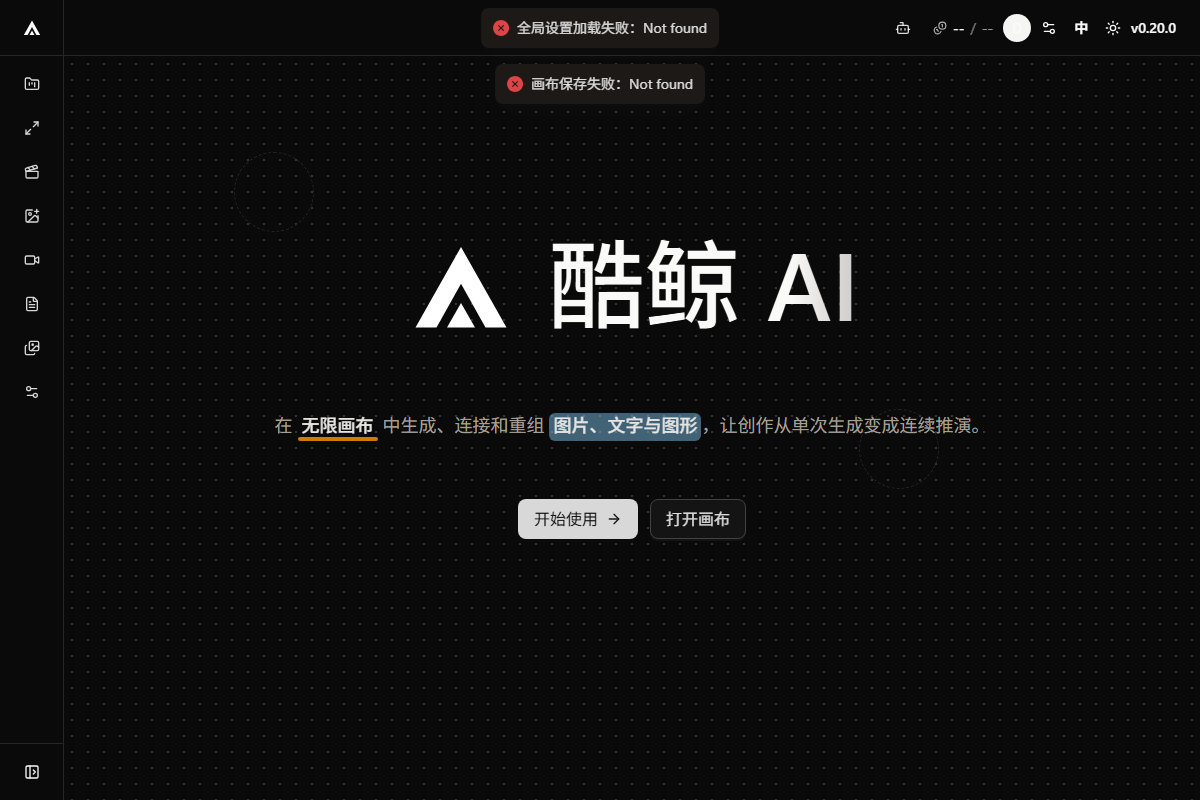 全局设置加载失败：Not found
-- / --
中
v0.20.0
画布保存失败：Not found
酷鲸 AI
在 无限画布 中生成、连接和重组 图片、文字与图形，让创作从单次生成变成连续推演。
开始使用
打开画布